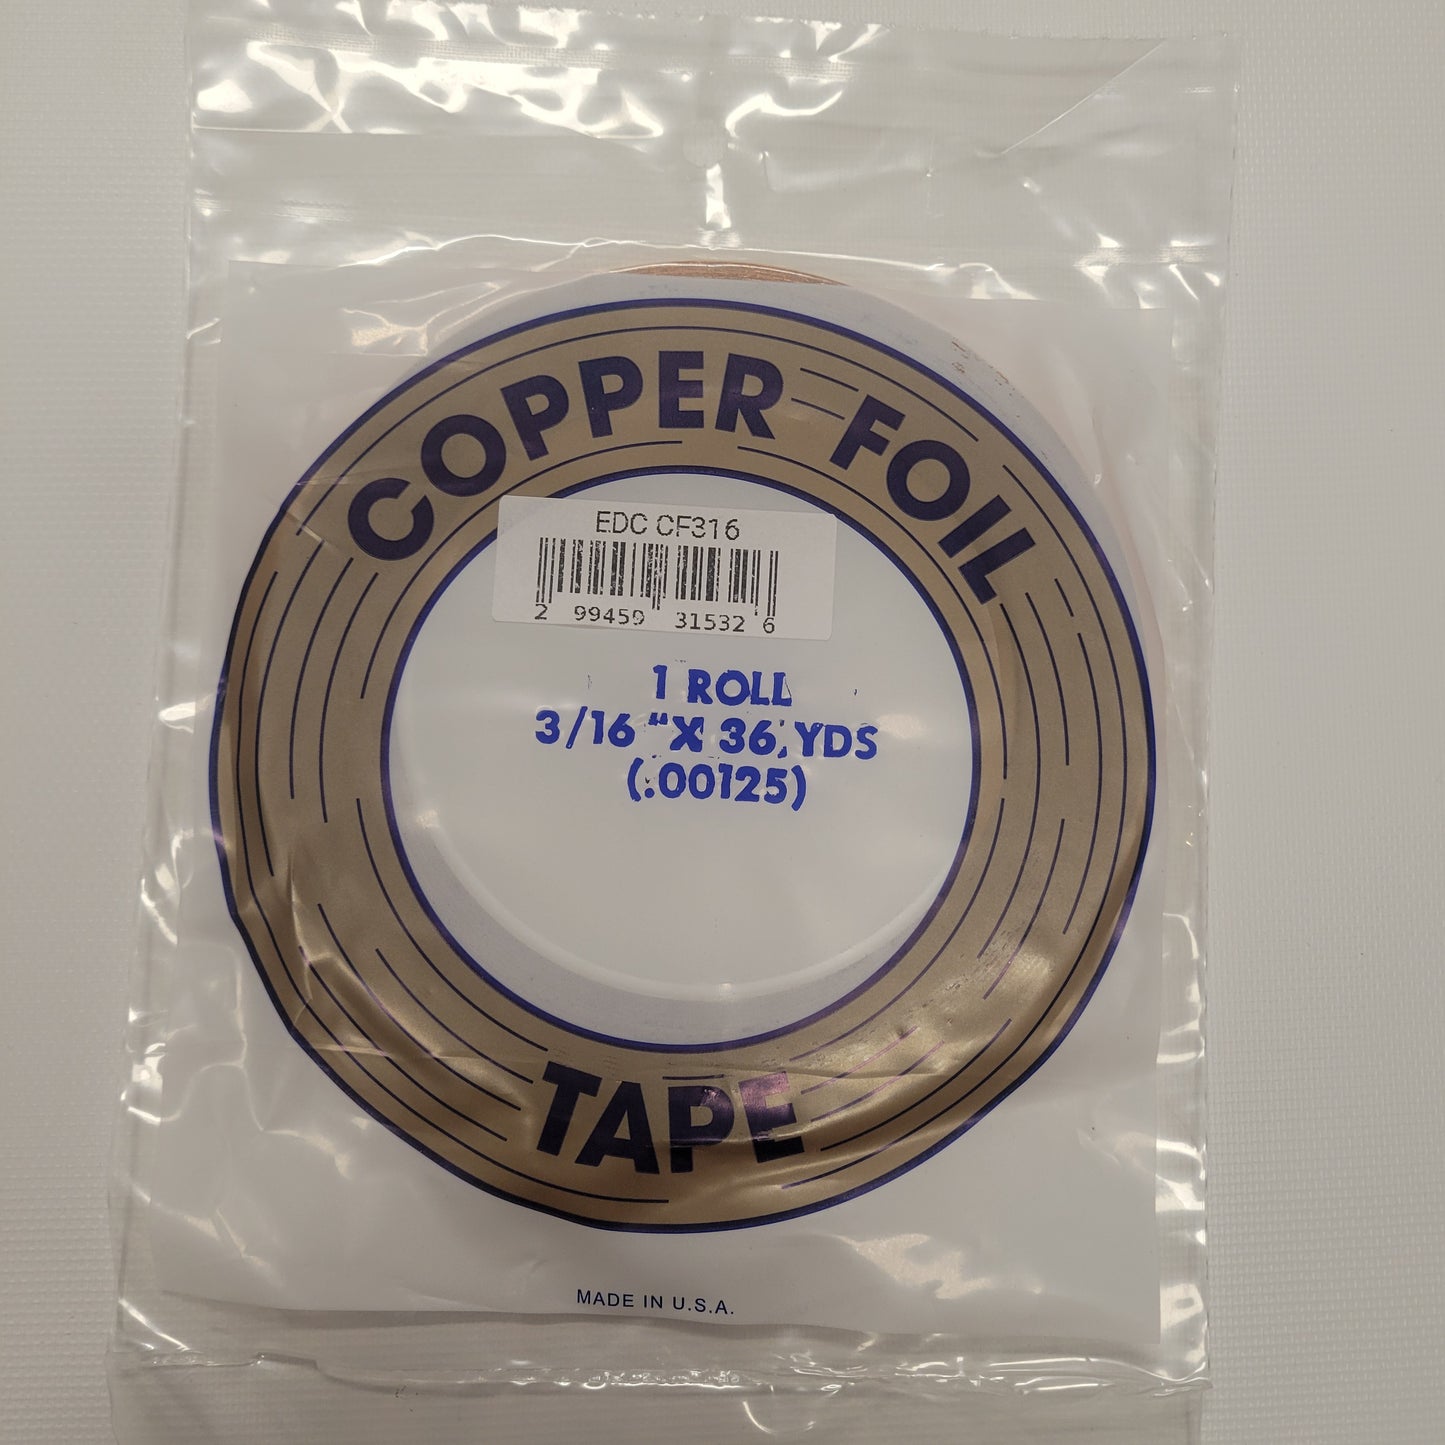 COPPER FOIL
EDC CF316
2 99459 31532 6
1 ROLL
3/16 "X 36 YDS
(.00125)
TAPE
MADE IN U.S.A.